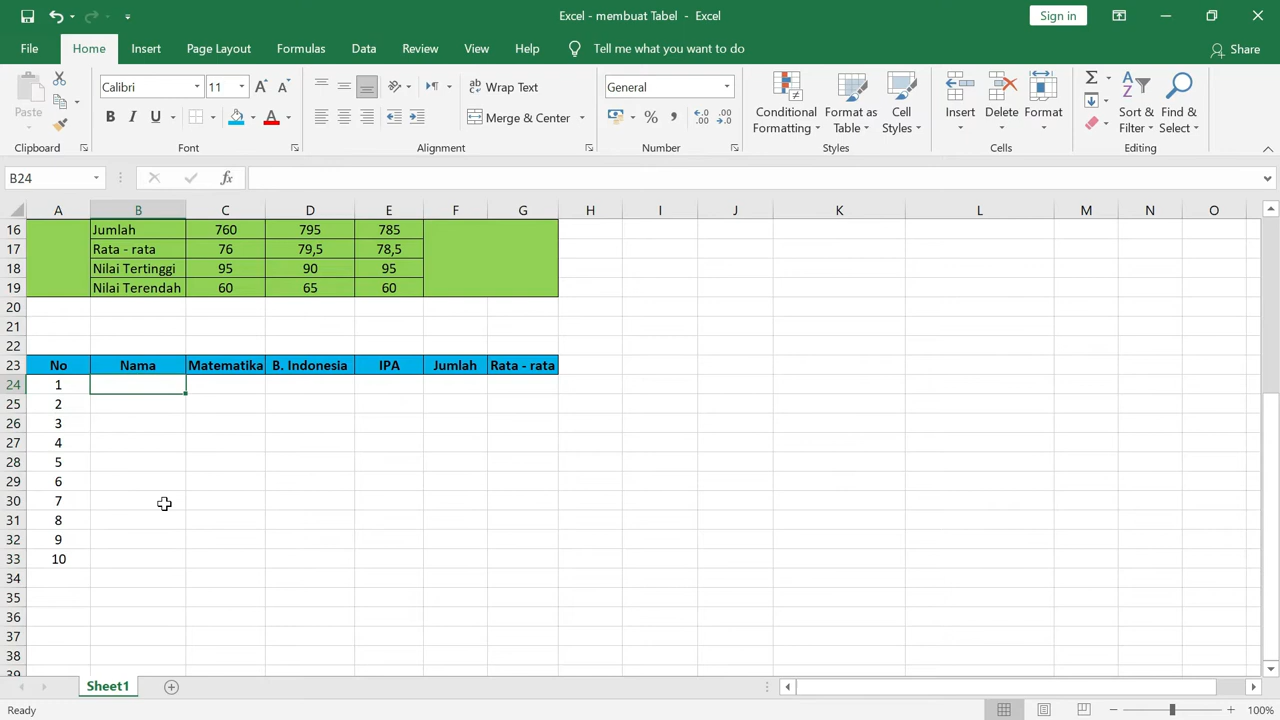 Excel - membuat Tabel - Excel
Sign in
File Home Insert Page Layout Formulas Data Review View Help Tell me what you want to do Share
Paste
Calibri 11
B I U A
Wrap Text
Merge & Center
General
% ,
Conditional Formatting
Format as Table
Cell Styles
Insert Delete Format
Sort & Filter
Find & Select
Clipboard Font Alignment Number Styles Cells Editing
B24 fx
A B C D E F G H I J K L M N O
16 Jumlah 760 795 785
17 Rata - rata 76 79,5 78,5
18 Nilai Tertinggi 95 90 95
19 Nilai Terendah 60 65 60
20
21
22
23 No Nama Matematika B. Indonesia IPA Jumlah Rata - rata
24 1
25 2
26 3
27 4
28 5
29 6
30 7
31 8
32 9
33 10
34
35
36
37
38
39
Sheet1
Ready 100%